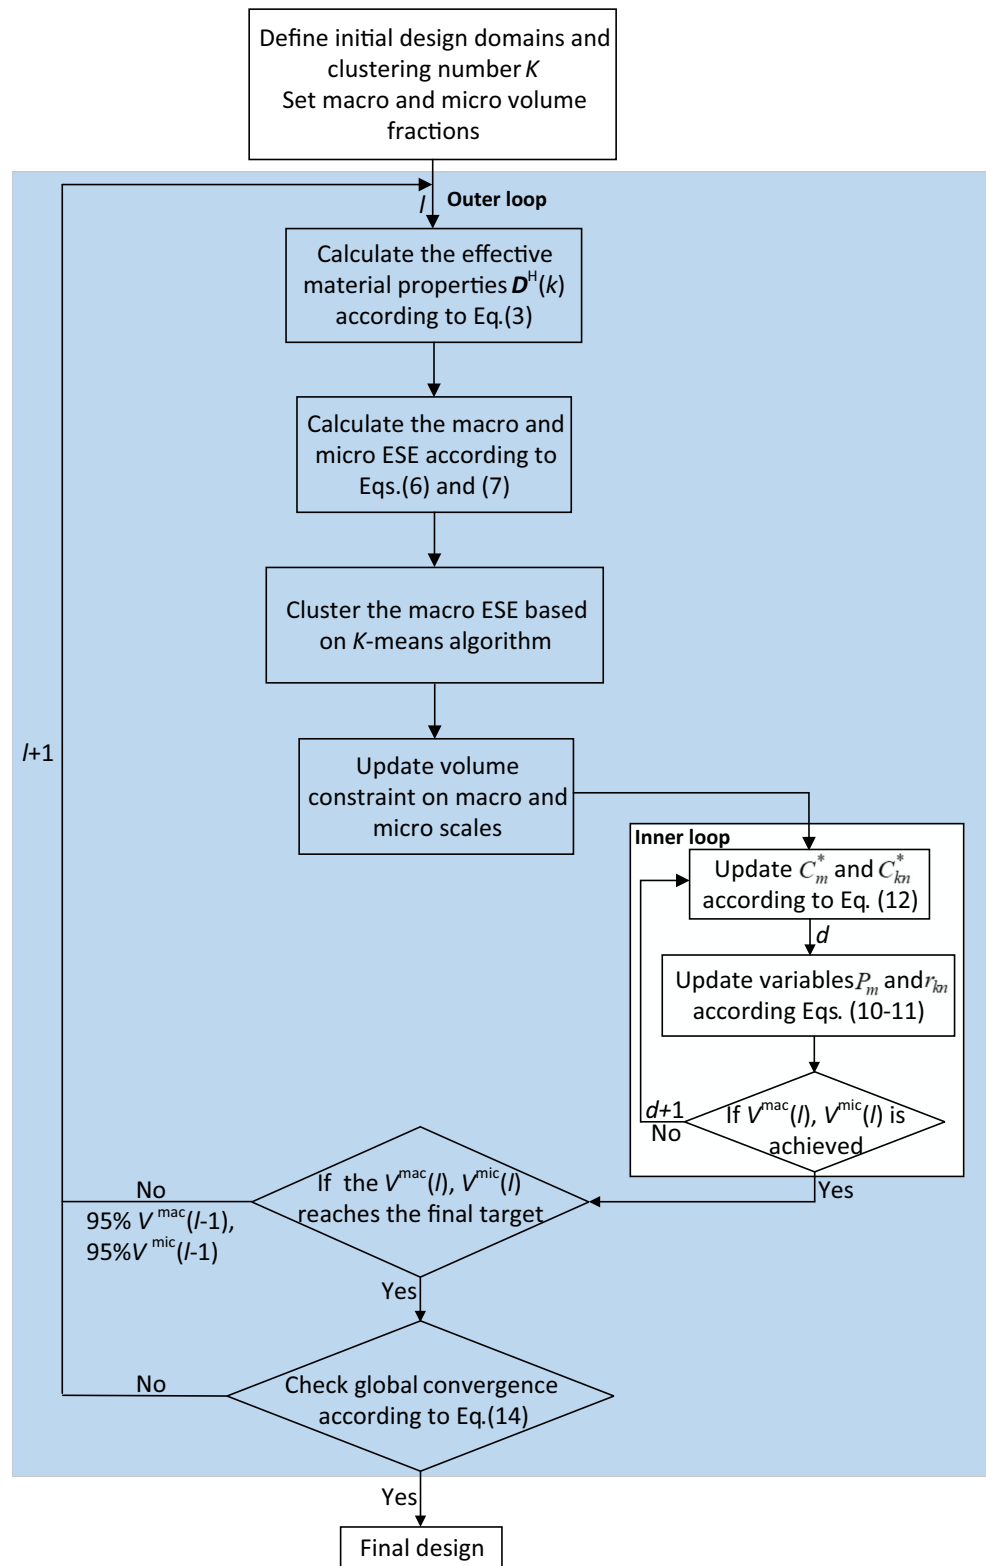 Define initial design domains and
clustering number K
Set macro and micro volume
fractions
l
Outer loop
Calculate the effective
material properties D^H(k)
according to Eq.(3)
Calculate the macro and
micro ESE according to
Eqs.(6) and (7)
Cluster the macro ESE based
on K-means algorithm
l+1
Update volume
constraint on macro and
micro scales
Inner loop
Update C_m^* and C_kn^*
according to Eq. (12)
d
Update variables P_m and r_kn
according Eqs. (10-11)
d+1
No
If V^mac(l), V^mic(l) is
achieved
Yes
If the V^mac(l), V^mic(l)
reaches the final target
No
95% V^mac(l-1),
95%V^mic(l-1)
Yes
No
Check global convergence
according to Eq.(14)
Yes
Final design